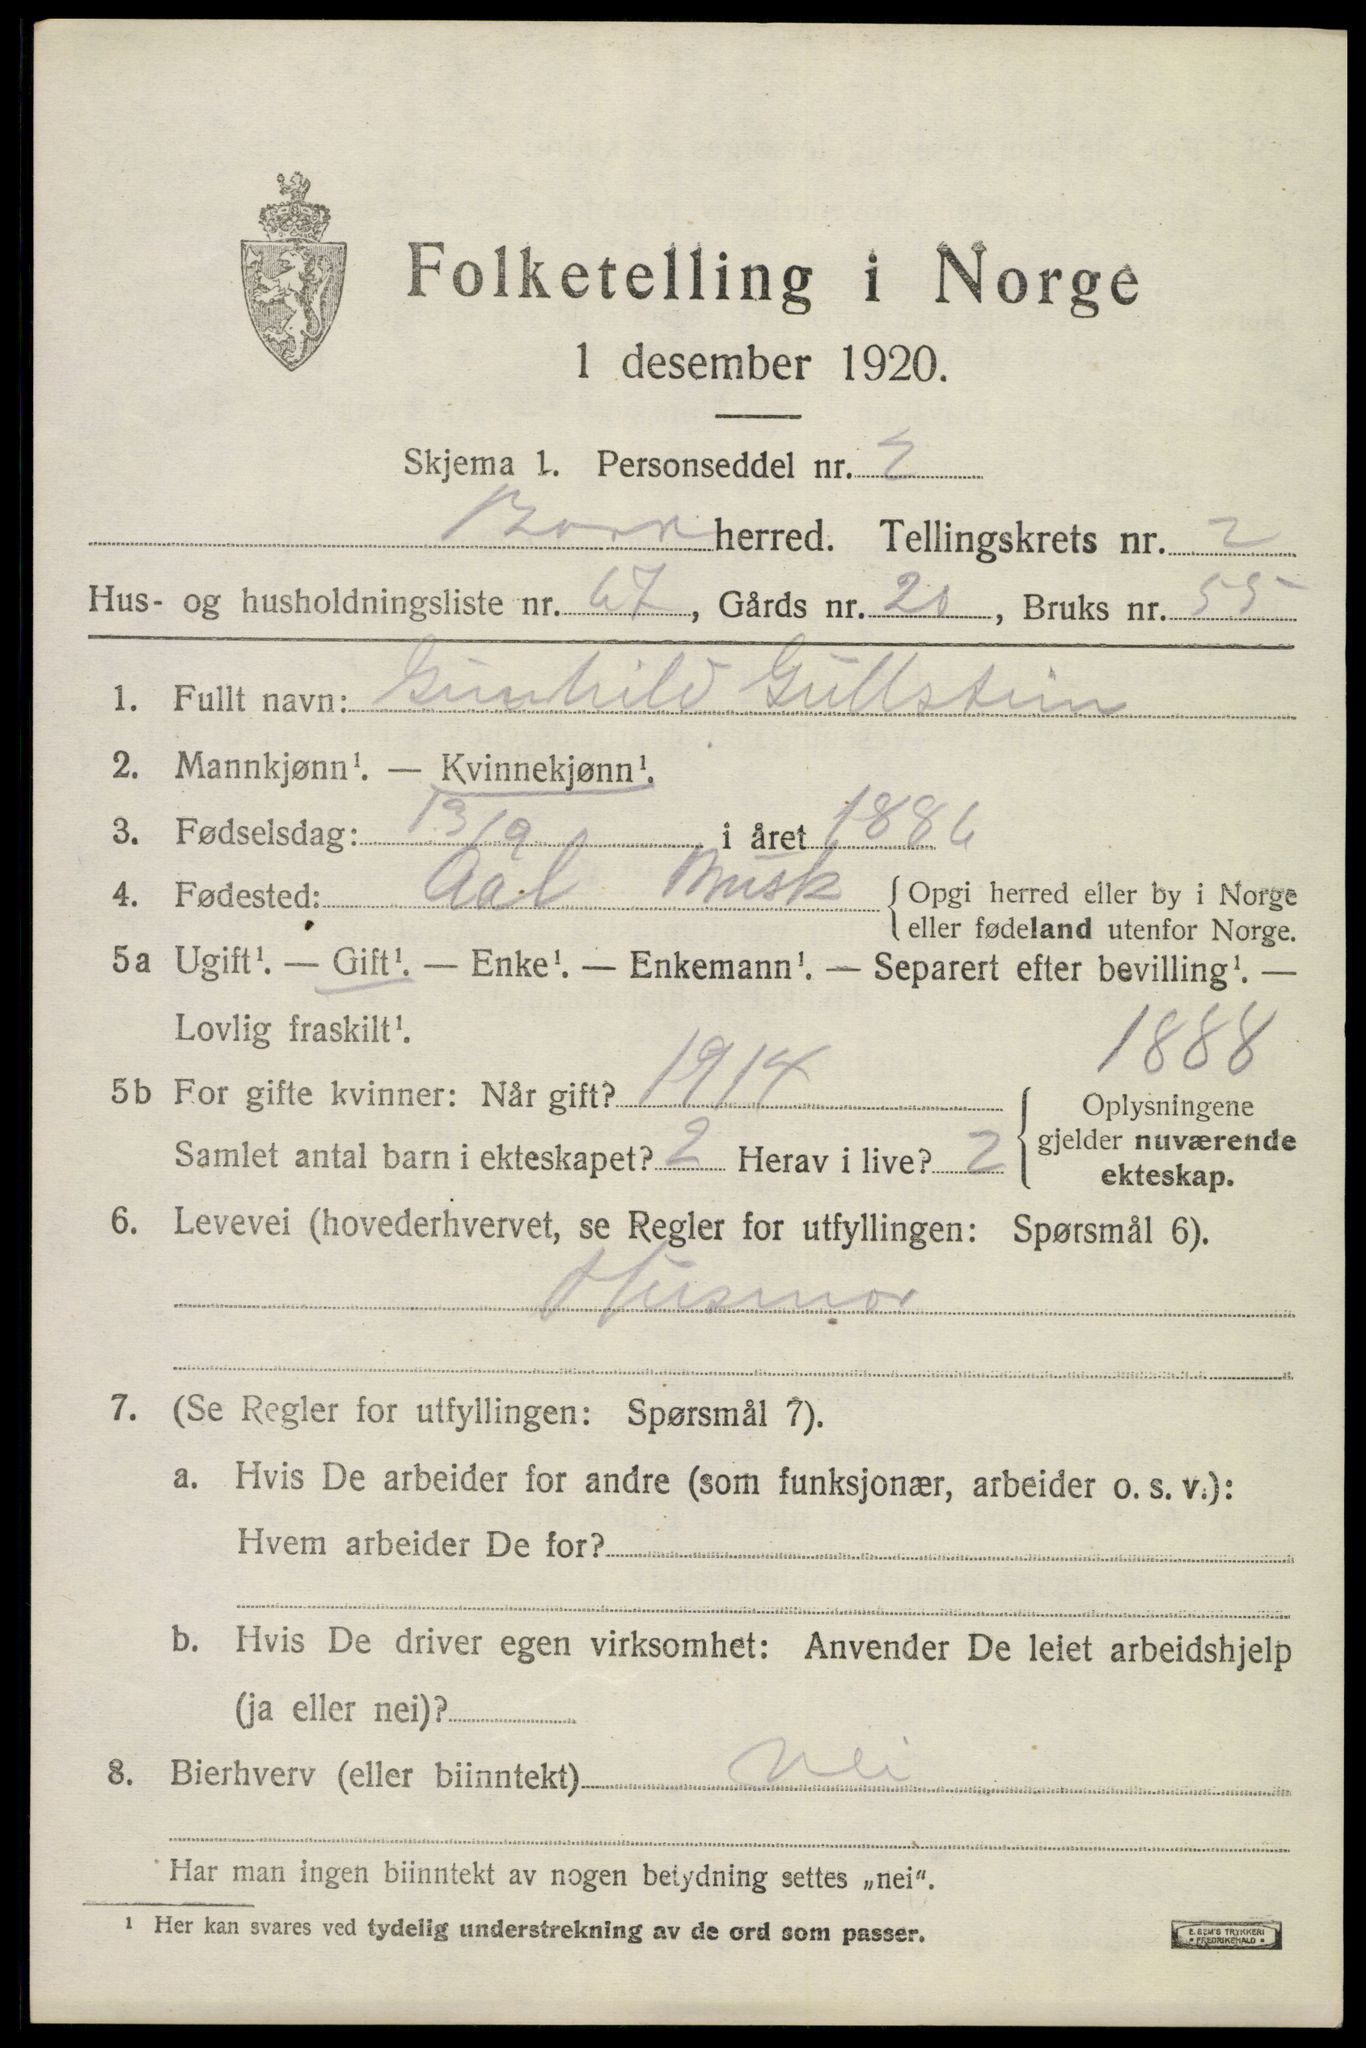 Folketelling i Norge
1 desember 1920.
Skjema 1. Personseddel nr. 2
herred. Tellingskrets nr. 2
Hus- og husholdningsliste nr. 67, Gårds nr. 20, Bruks nr. 55
1. Fullt navn: Gunhild Gullstein
2. Mannkjønn¹. — Kvinnekjønn¹.
3. Fødselsdag: 13/9 i året 1886
4. Fødested: Aal Busk { Opgi herred eller by i Norge
eller fødeland utenfor Norge.
5a Ugift¹. — Gift¹. — Enke¹. — Enkemann¹. — Separert efter bevilling¹. —
Lovlig fraskilt¹.
1888
5b For gifte kvinner: Når gift? 1914
Samlet antal barn i ekteskapet? 2 Herav i live? 2
{ Oplysningene
gjelder nuværende
ekteskap.
6. Levevei (hovederhvervet, se Regler for utfyllingen: Spørsmål 6).
Husmor
7. (Se Regler for utfyllingen: Spørsmål 7).
a. Hvis De arbeider for andre (som funksjonær, arbeider o. s. v.):
Hvem arbeider De for?
b. Hvis De driver egen virksomhet: Anvender De leiet arbeidshjelp
(ja eller nei)?
8. Bierhverv (eller biinntekt) Nei
Har man ingen biinntekt av nogen betydning settes „nei“.
¹ Her kan svares ved tydelig understrekning av de ord som passer.
E. SEM'S TRYKKERI
• FREDRIKSHALD •